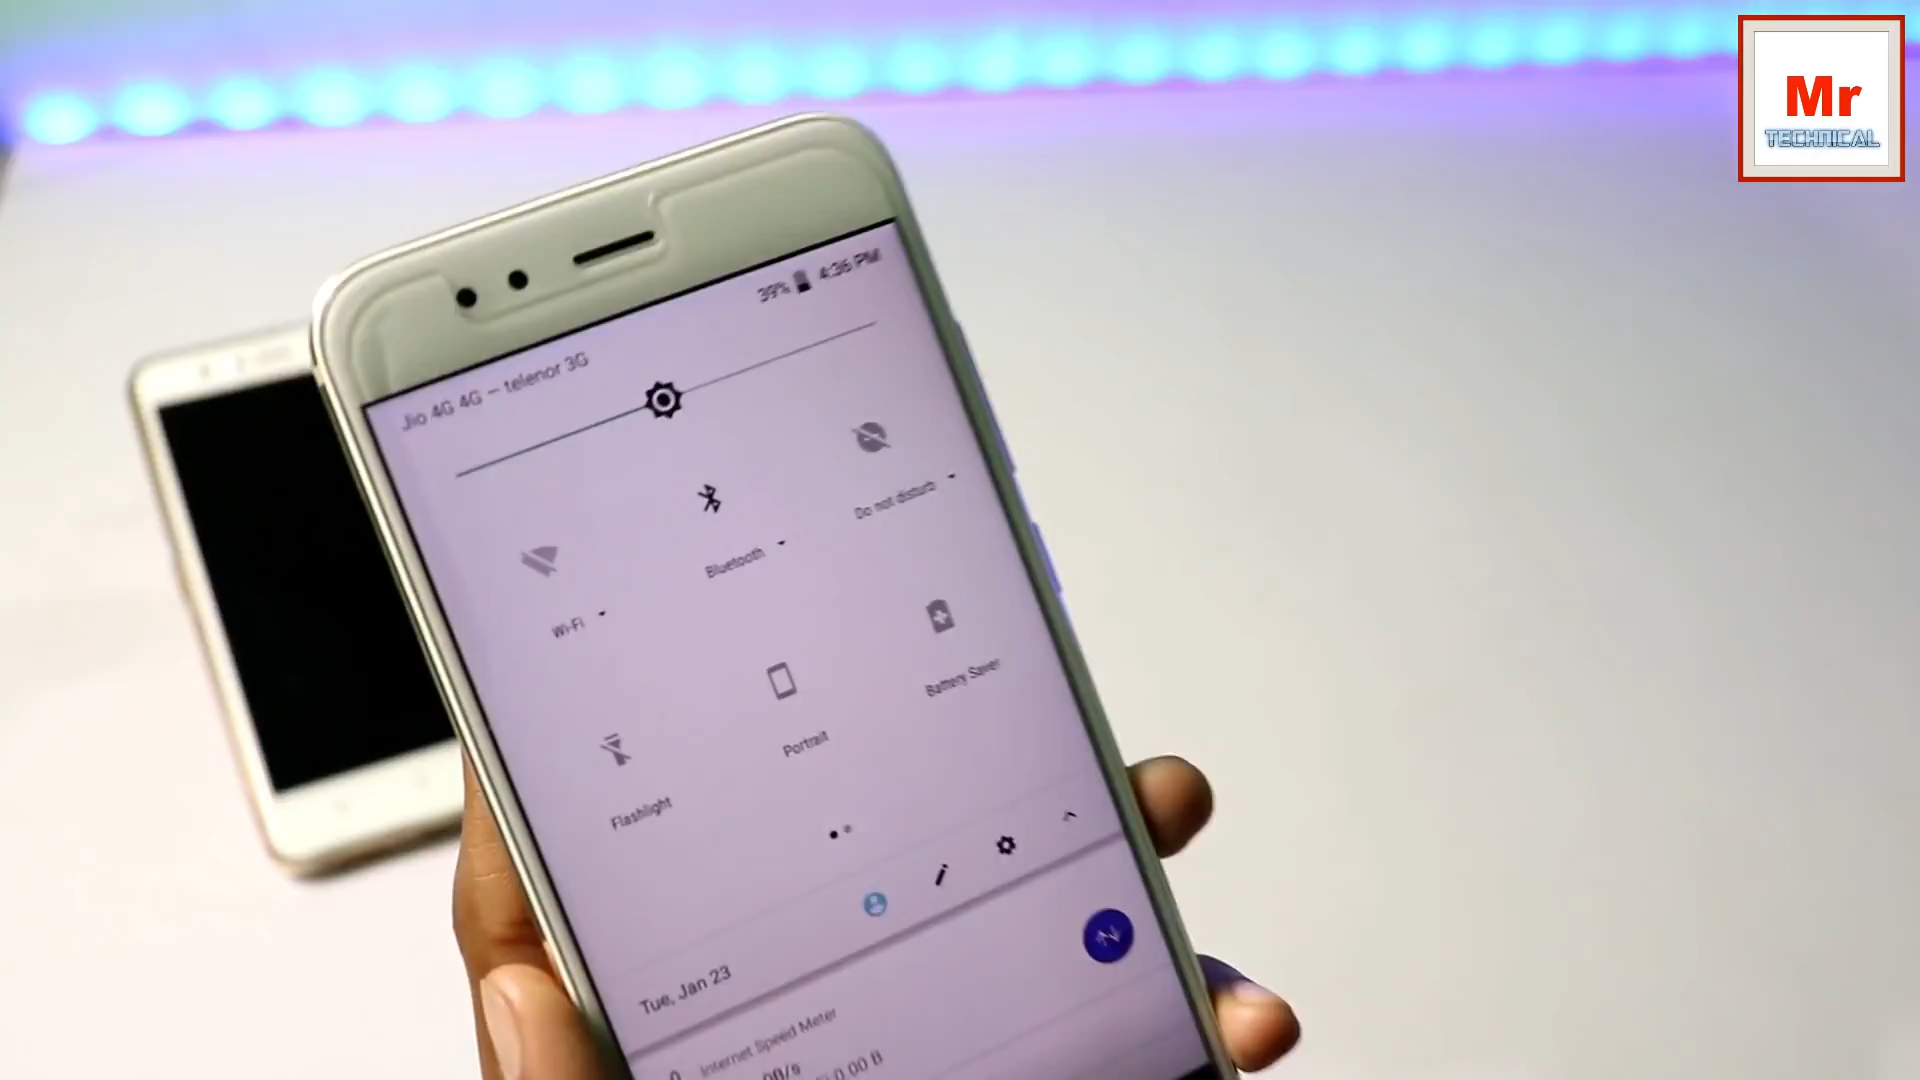 Mr
TECHNICAL
39% 4:36 PM
Jio 4G 4G — telenor 3G
Wi-Fi
Bluetooth
Do not disturb
Flashlight
Portrait
Battery Saver
Tue, Jan 23
Internet Speed Meter